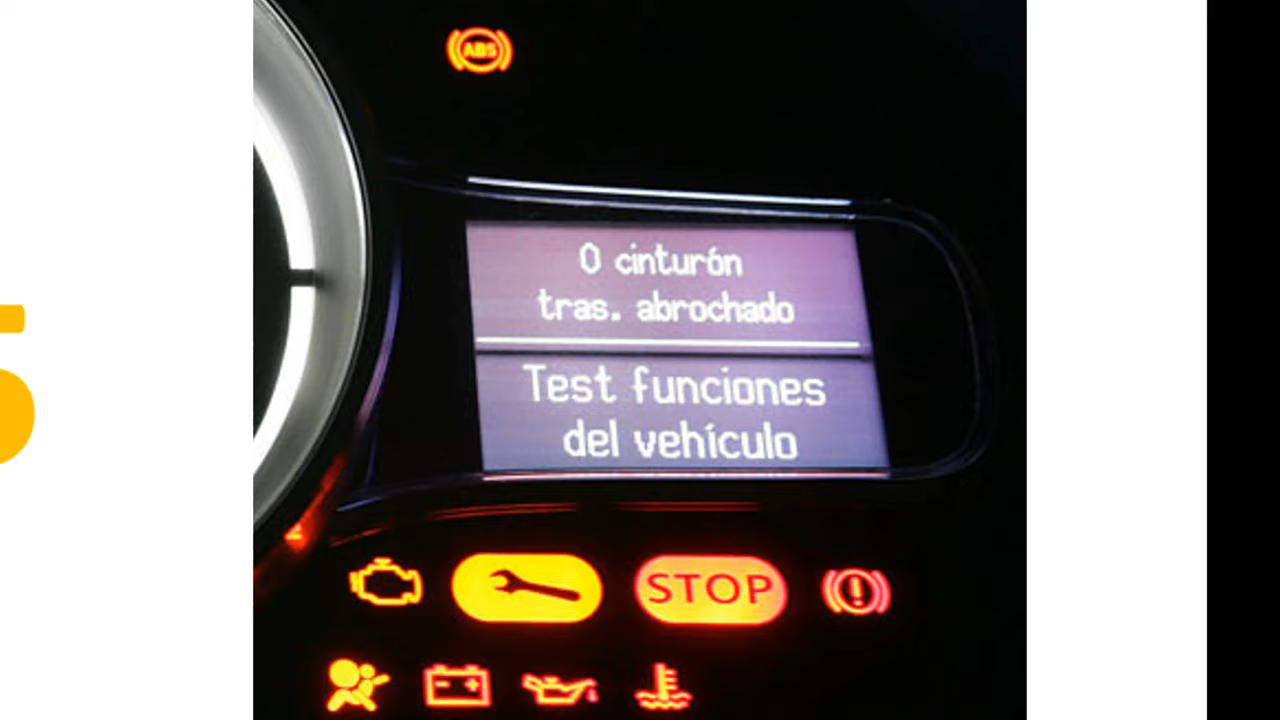 ABS
0 cinturón
tras. abrochado
Test funciones
del vehículo
STOP